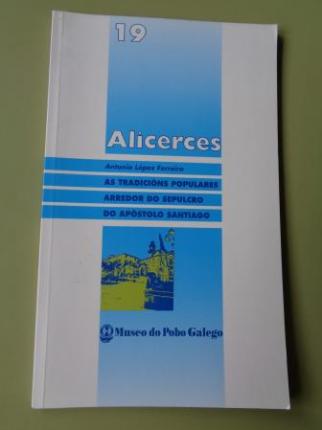 19
Alicerces
Antonio López Ferreiro
AS TRADICIÓNS POPULARES
ARREDOR DO SEPULCRO
DO APÓSTOLO SANTIAGO
Museo do Pobo Galego